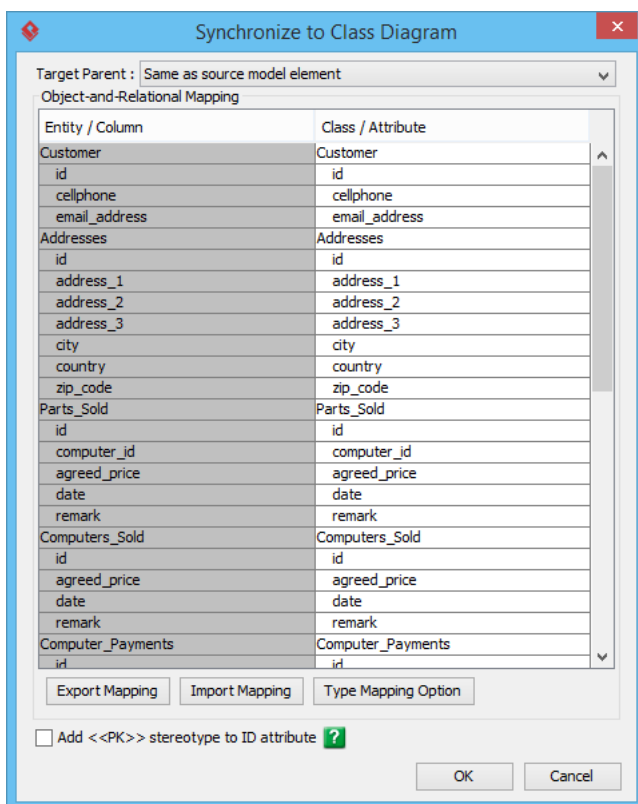 Synchronize to Class Diagram
Target Parent : Same as source model element
Object-and-Relational Mapping
Entity / Column Class / Attribute
Customer Customer
id id
cellphone cellphone
email_address email_address
Addresses Addresses
id id
address_1 address_1
address_2 address_2
address_3 address_3
city city
country country
zip_code zip_code
Parts_Sold Parts_Sold
id id
computer_id computer_id
agreed_price agreed_price
date date
remark remark
Computers_Sold Computers_Sold
id id
agreed_price agreed_price
date date
remark remark
Computer_Payments Computer_Payments
id id
Export Mapping Import Mapping Type Mapping Option
Add <<PK>> stereotype to ID attribute ?
OK Cancel